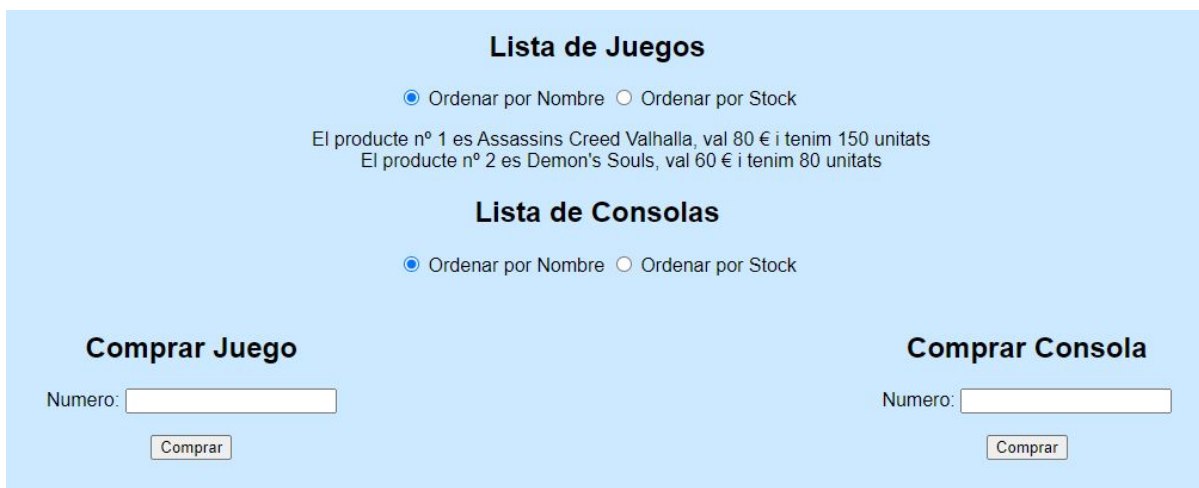 Lista de Juegos
Ordenar por Nombre Ordenar por Stock
El producte nº 1 es Assassins Creed Valhalla, val 80 € i tenim 150 unitats
El producte nº 2 es Demon's Souls, val 60 € i tenim 80 unitats
Lista de Consolas
Ordenar por Nombre Ordenar por Stock
Comprar Juego
Numero:
Comprar
Comprar Consola
Numero:
Comprar